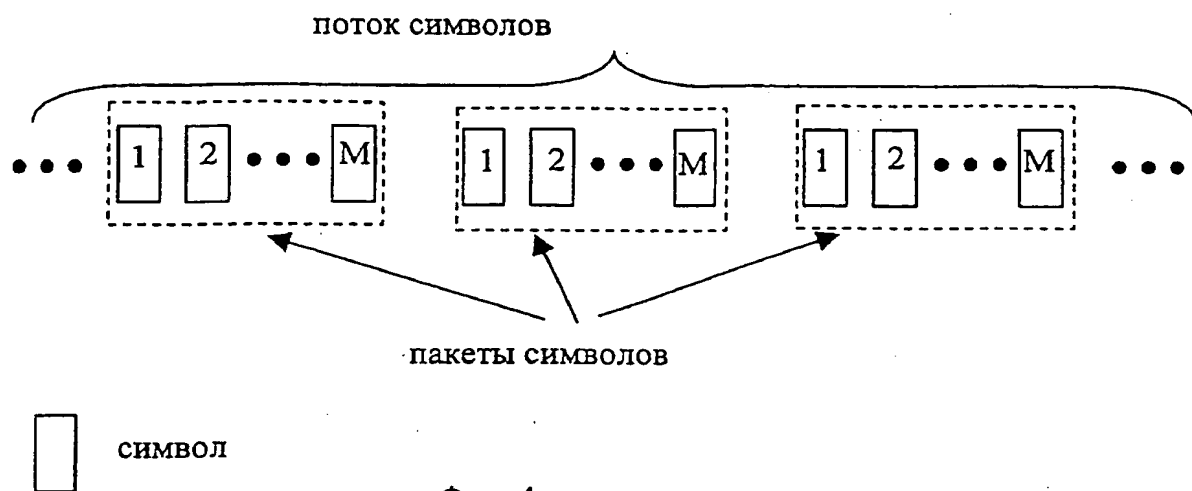 поток символов
••• 1 2 ••• M 1 2 ••• M 1 2 ••• M •••
пакеты символов
символ